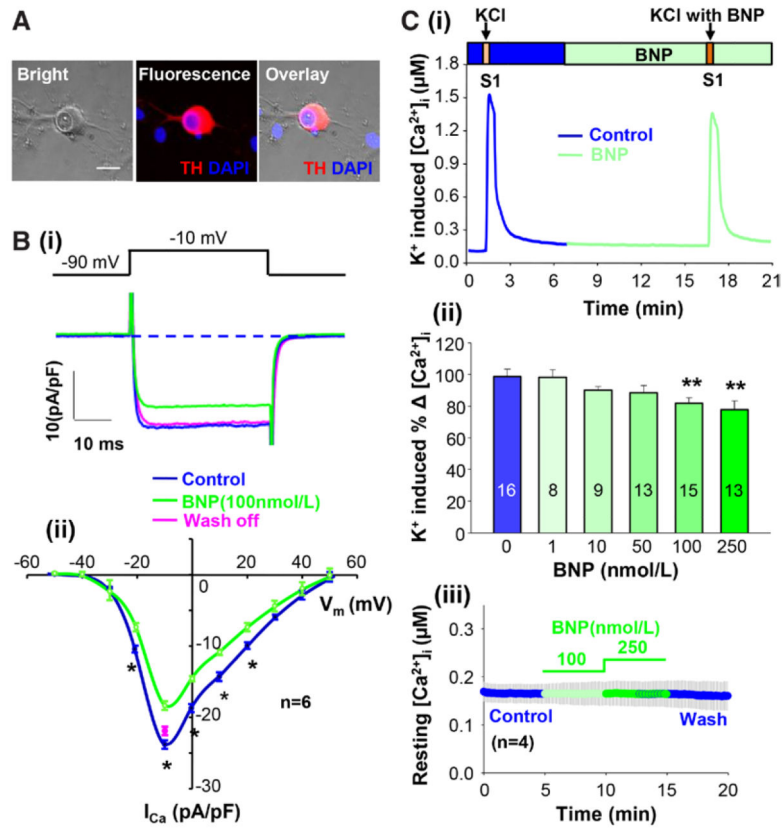 A
Bright
Fluorescence
Overlay
TH DAPI
TH DAPI
B (i)
-10 mV
-90 mV
10(pA/pF)
10 ms
Control
BNP(100nmol/L)
Wash off
(ii)
-60 -40 -20 0 20 40 60
Vm (mV)
-10
-20
-30
n=6
* * * * *
ICa (pA/pF)
C (i)
KCl
KCl with BNP
BNP
S1 S1
Control
BNP
K+ induced [Ca2+]i (μM)
1.8
1.5
1.2
0.9
0.6
0.3
0.0
0 3 6 9 12 15 18 21
Time (min)
(ii)
K+ induced % Δ [Ca2+]i
120
100
80
60
40
20
0
** **
16 8 9 13 15 13
0 1 10 50 100 250
BNP (nmol/L)
(iii)
Resting [Ca2+]i (μM)
0.3
0.2
0.1
0.0
BNP(nmol/L)
100 250
Control Wash
(n=4)
0 5 10 15 20
Time (min)